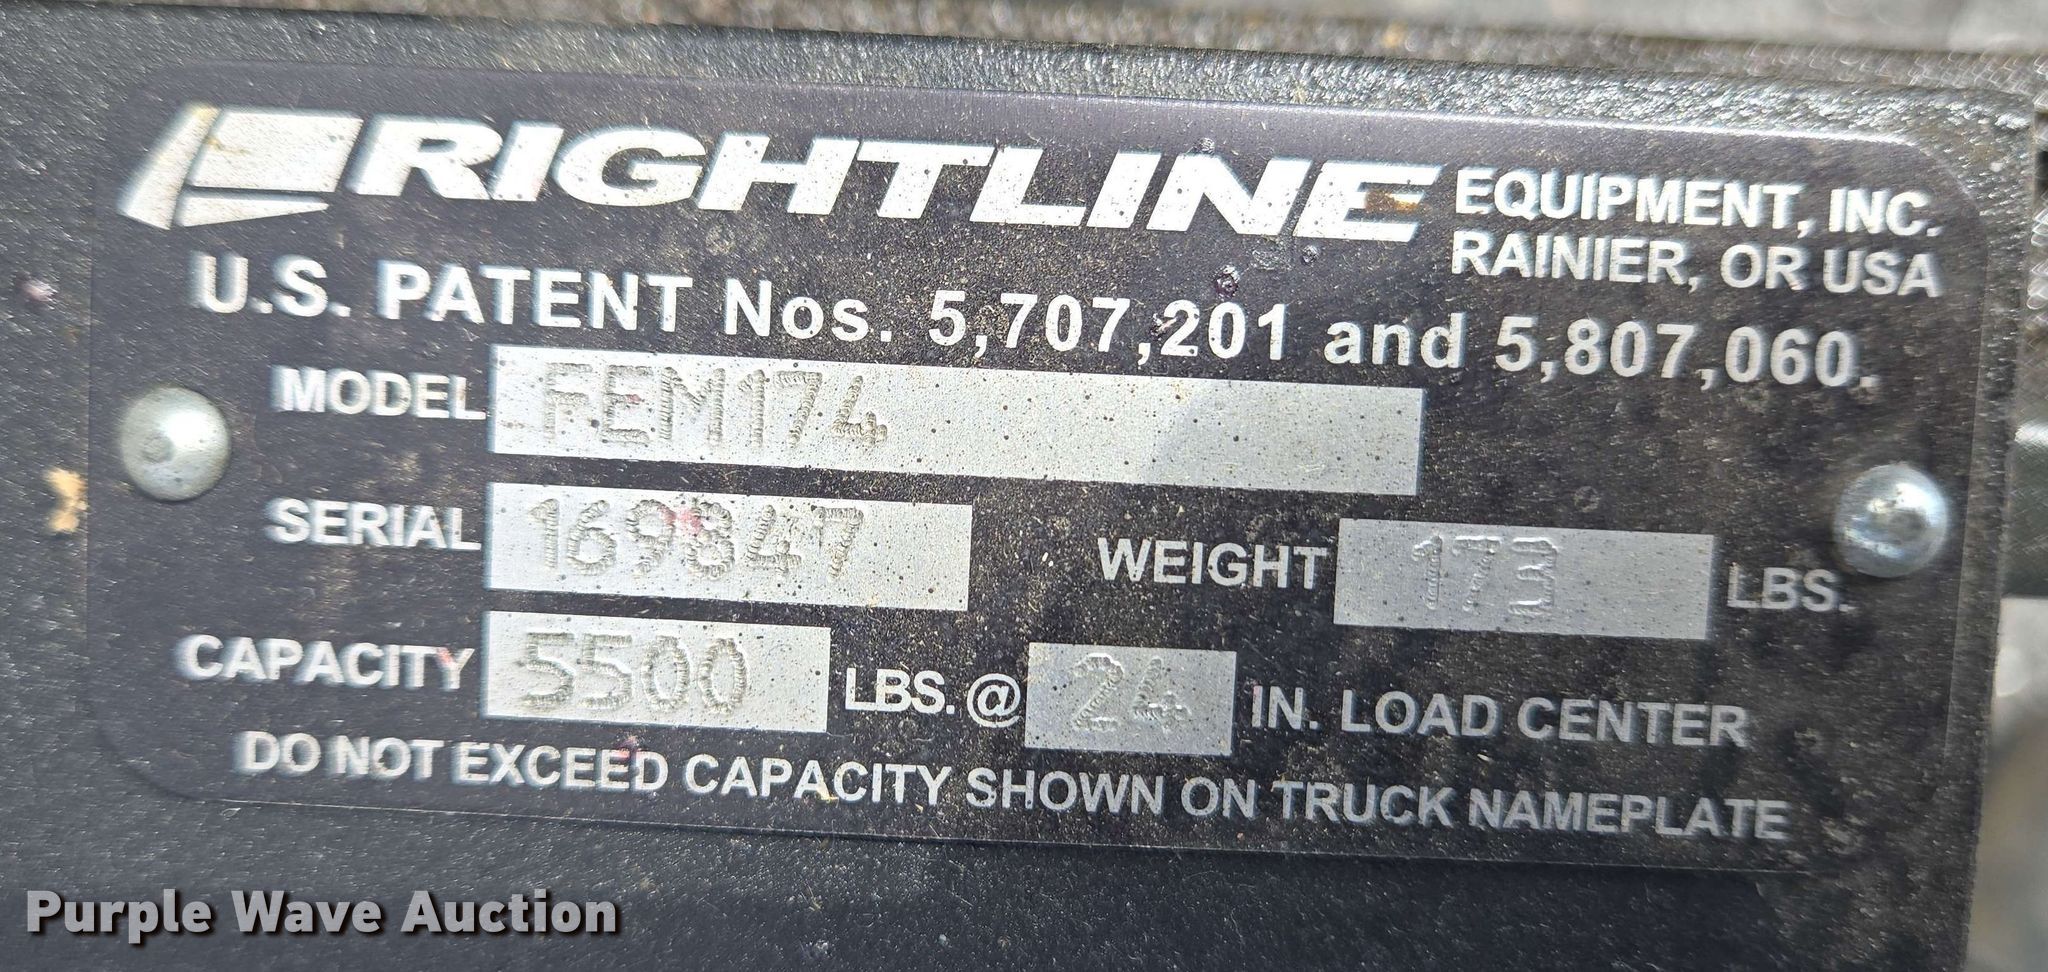 RIGHTLINE EQUIPMENT, INC.
RAINIER, OR USA
U.S. PATENT Nos. 5,707,201 and 5,807,060.
MODEL FEM174
SERIAL 169847 WEIGHT LBS.
CAPACITY 5500 LBS. @ 24 IN. LOAD CENTER
DO NOT EXCEED CAPACITY SHOWN ON TRUCK NAMEPLATE
Purple Wave Auction